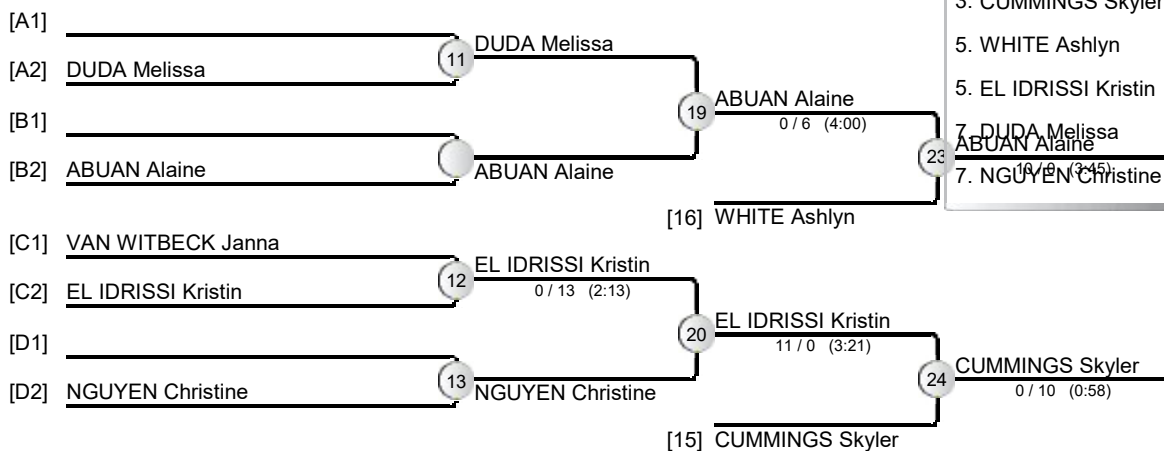 3. CUMMINGS Skyler
[A1]
DUDA Melissa
5. WHITE Ashlyn
11
[A2] DUDA Melissa
5. EL IDRISSI Kristin
ABUAN Alaine
19
0 / 6 (4:00)
[B1]
7. DUDA Melissa
ABUAN Alaine
23
10 / 0 (3:45)
[B2] ABUAN Alaine
ABUAN Alaine
7. NGUYEN Christine
[16] WHITE Ashlyn
[C1] VAN WITBECK Janna
EL IDRISSI Kristin
12
0 / 13 (2:13)
[C2] EL IDRISSI Kristin
EL IDRISSI Kristin
20
11 / 0 (3:21)
[D1]
CUMMINGS Skyler
24
0 / 10 (0:58)
13
[D2] NGUYEN Christine
NGUYEN Christine
[15] CUMMINGS Skyler